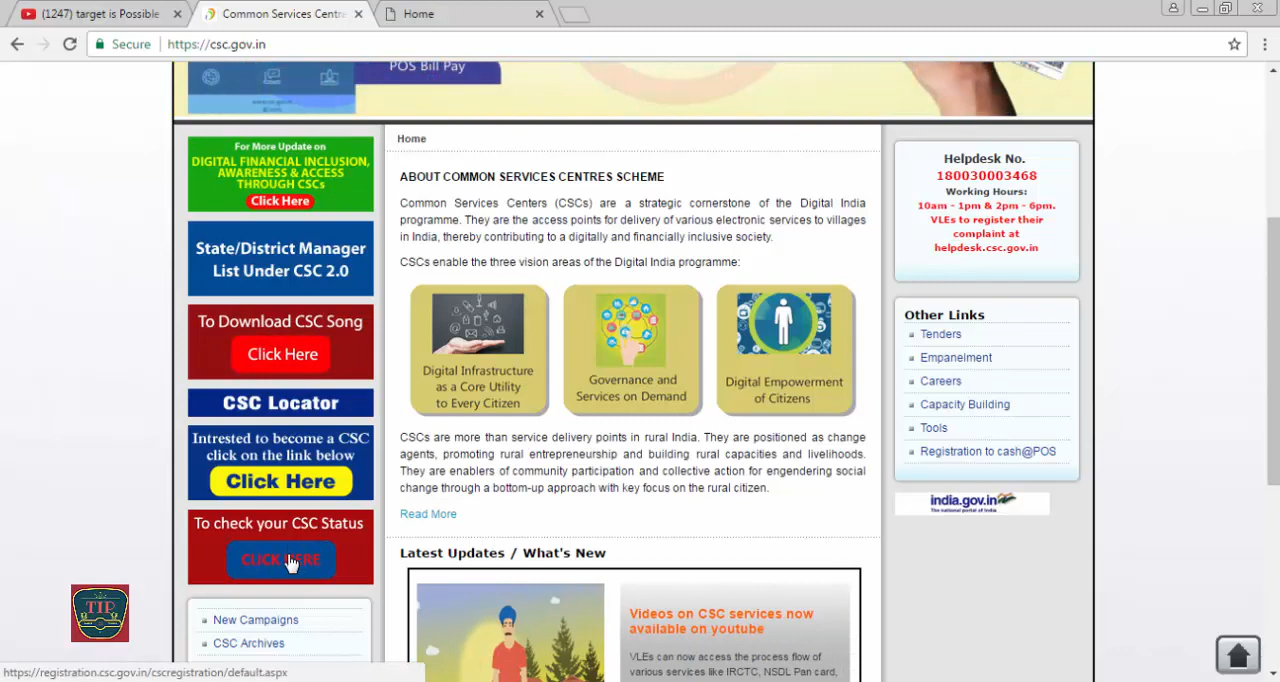 (1247) target is Possible
Common Services Centre
Home
Secure
https://csc.gov.in
POS Bill Pay
For More Update on
DIGITAL FINANCIAL INCLUSION,
AWARENESS & ACCESS
THROUGH CSCs
Click Here
State/District Manager
List Under CSC 2.0
To Download CSC Song
Click Here
CSC Locator
Intrested to become a CSC
click on the link below
Click Here
To check your CSC Status
CLICK HERE
New Campaigns
CSC Archives
Home
ABOUT COMMON SERVICES CENTRES SCHEME
Common Services Centers (CSCs) are a strategic cornerstone of the Digital India
programme. They are the access points for delivery of various electronic services to villages
in India, thereby contributing to a digitally and financially inclusive society.
CSCs enable the three vision areas of the Digital India programme:
Digital Infrastructure
as a Core Utility
to Every Citizen
Governance and
Services on Demand
Digital Empowerment
of Citizens
CSCs are more than service delivery points in rural India. They are positioned as change
agents, promoting rural entrepreneurship and building rural capacities and livelihoods.
They are enablers of community participation and collective action for engendering social
change through a bottom-up approach with key focus on the rural citizen.
Read More
Latest Updates / What's New
Videos on CSC services now
available on youtube
VLEs can now access the process flow of
various services like IRCTC, NSDL Pan card,
Helpdesk No.
180030003468
Working Hours:
10am - 1pm & 2pm - 6pm.
VLEs to register their
complaint at
helpdesk.csc.gov.in
Other Links
Tenders
Empanelment
Careers
Capacity Building
Tools
Registration to cash@POS
india.gov.in
The national portal of India
TIP
https://registration.csc.gov.in/cscregistration/default.aspx